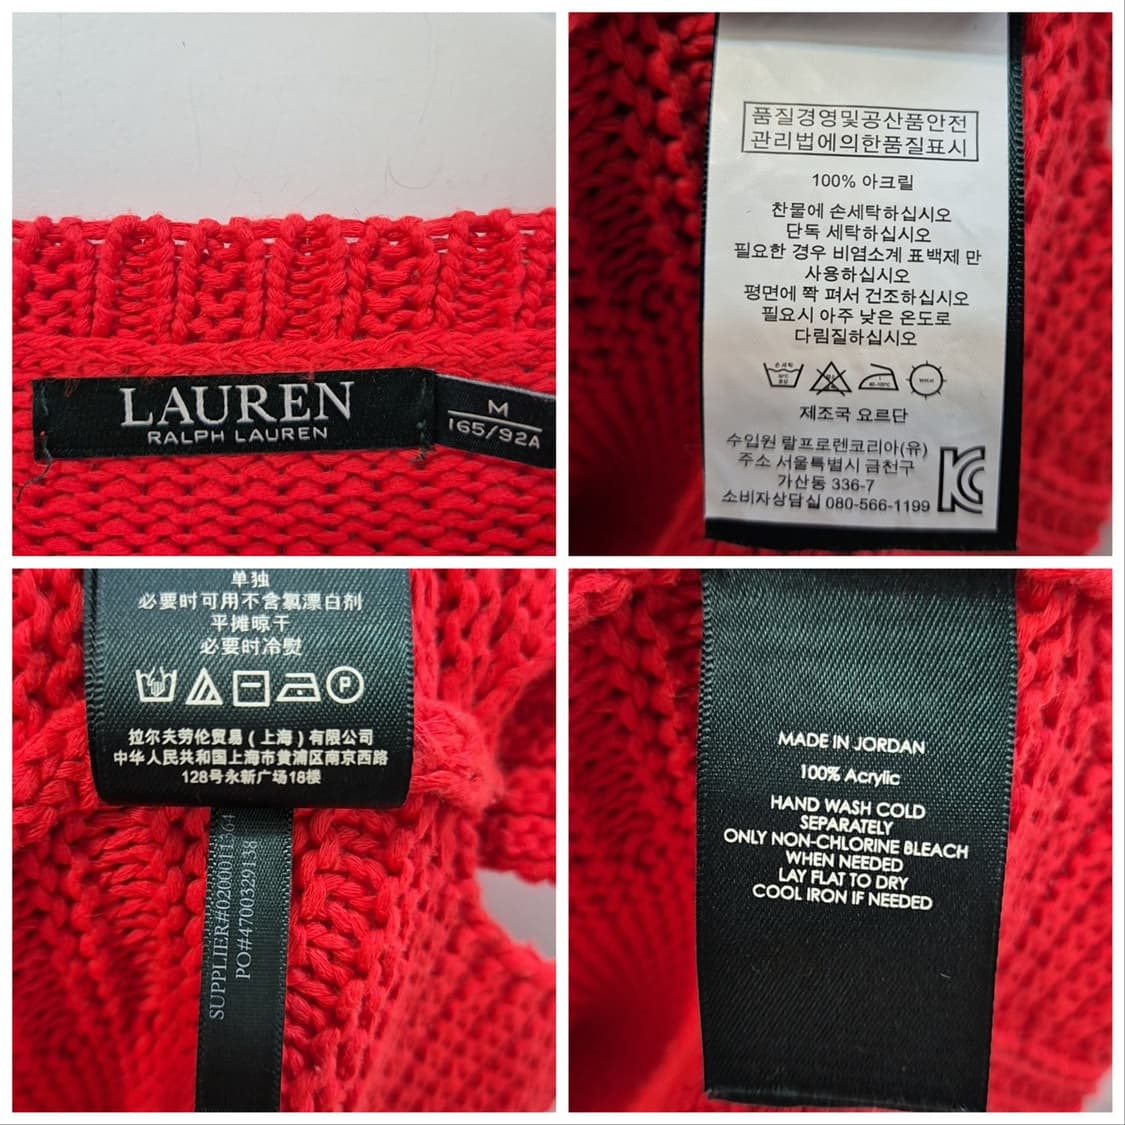 LAUREN
RALPH LAUREN
M
165/92A
품질경영및공산품안전
관리법에의한품질표시
100% 아크릴
찬물에 손세탁하십시오
단독 세탁하십시오
필요한 경우 비염소계 표백제 만
사용하십시오
평면에 쫙 펴서 건조하십시오
필요시 아주 낮은 온도로
다림질하십시오
제조국 요르단
수입원 랄프로렌코리아(유)
주소 서울특별시 금천구
가산동 336-7
소비자상담실 080-566-1199
单独
必要时可用不含氯漂白剂
平摊晾干
必要时冷熨
P
拉尔夫劳伦贸易(上海)有限公司
中华人民共和国上海市黄浦区南京西路
128号永新广场18楼
SUPPLIER#0200011364
PO#4700329138
MADE IN JORDAN
100% Acrylic
HAND WASH COLD
SEPARATELY
ONLY NON-CHLORINE BLEACH
WHEN NEEDED
LAY FLAT TO DRY
COOL IRON IF NEEDED